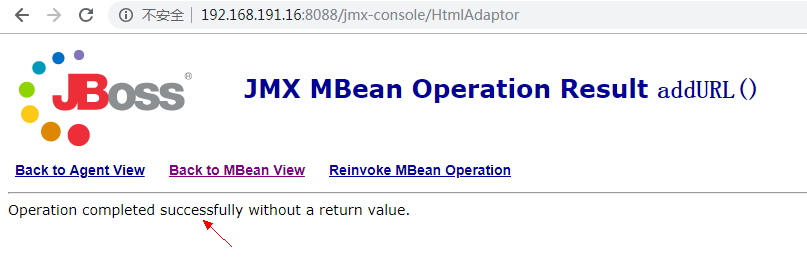 不安全 | 192.168.191.16:8088/jmx-console/HtmlAdaptor
JBoss®
JMX MBean Operation Result addURL()
Back to Agent View Back to MBean View Reinvoke MBean Operation
Operation completed successfully without a return value.